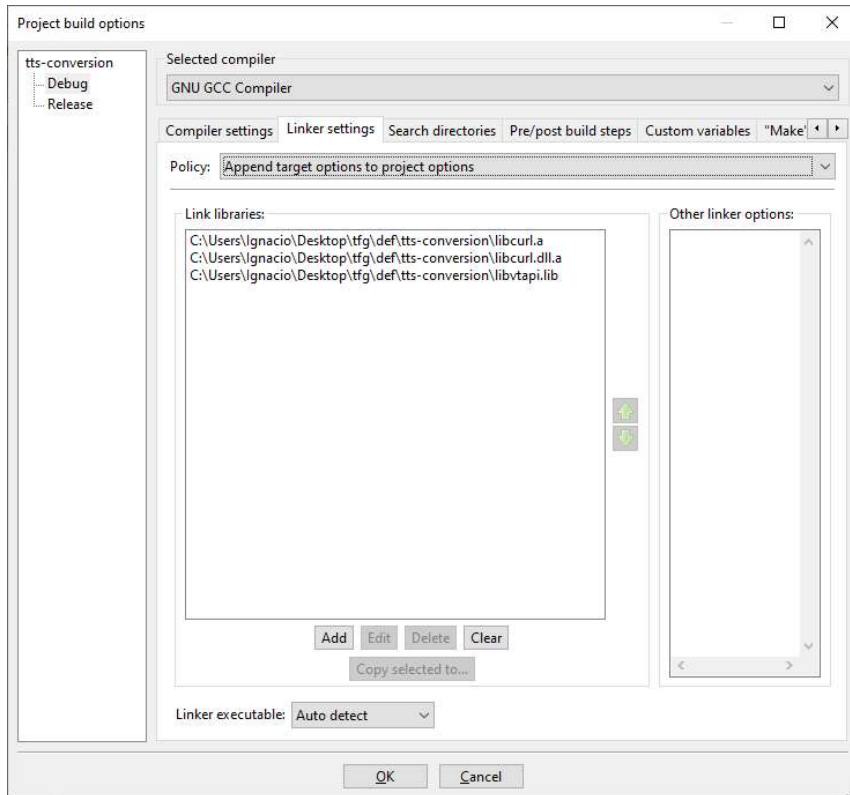 Project build options
tts-conversion
Debug
Release
Selected compiler
GNU GCC Compiler
Compiler settings Linker settings Search directories Pre/post build steps Custom variables "Make"
Policy: Append target options to project options
Link libraries:
C:\Users\Ignacio\Desktop\tfg\def\tts-conversion\libcurl.a
C:\Users\Ignacio\Desktop\tfg\def\tts-conversion\libcurl.dll.a
C:\Users\Ignacio\Desktop\tfg\def\tts-conversion\libvtapi.lib
Other linker options:
Add Edit Delete Clear
Copy selected to...
Linker executable: Auto detect
OK Cancel